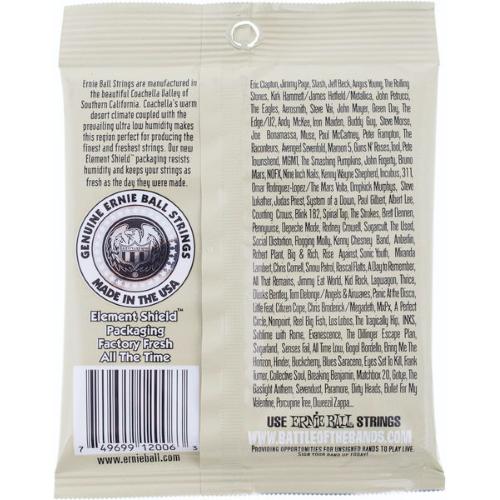 Ernie Ball Strings are manufactured in
the beautiful Coachella Valley of
Southern California. Coachella's warm
desert climate coupled with the
prevailing ultra low humidity makes
this region perfect for producing the
finest and freshest strings. Our new
Element Shield™ packaging resists
humidity and keeps your strings as
fresh as the day they were made.
GENUINE ERNIE BALL STRINGS
MADE IN THE USA
Element Shield™
Packaging
Factory Fresh
All The Time
7 49699 12006 3
www.ernieball.com
Eric Clapton, Jimmy Page, Slash, Jeff Beck, Angus Young, The Rolling
Stones, Kirk Hammett/James Hetfield/Metallica, John Petrucci,
The Eagles, Aerosmith, Steve Vai, John Mayer, Green Day, The
Edge/U2, Andy McKee, Iron Maiden, Buddy Guy, Steve Morse,
Joe Bonamassa, Muse, Paul McCartney, Peter Frampton, The
Raconteurs, Avenged Sevenfold, Maroon 5, Guns N' Roses, Tool, Pete
Townshend, MGMT, The Smashing Pumpkins, John Fogerty, Bruno
Mars, NOFX, Nine Inch Nails, Kenny Wayne Shepherd, Incubus, 311,
Omar Rodriguez-Lopez/The Mars Volta, Dropkick Murphys, Steve
Lukather, Judas Priest, System of a Down, Paul Gilbert, Albert Lee,
Counting Crows, Blink 182, Spinal Tap, The Strokes, Brett Dennen,
Pennywise, Depeche Mode, Rodney Crowell, Sugarcult, The Used,
Social Distortion, Flogging Molly, Kenny Chesney Band, Anberlin,
Robert Plant, Big & Rich, Rise Against, Sonic Youth, Miranda
Lambert, Chris Cornell, Snow Patrol, Rascal Flatts, A Day to Remember,
All That Remains, Jimmy Eat World, Kid Rock, Lagwagon, Thrice,
Dierks Bentley, Tom Delonge/Angels & Airwaves, Panic At the Disco,
Little Feat, Citizen Cope, Chris Broderick/Megadeth, MxPx, A Perfect
Circle, Nonpoint, Reel Big Fish, Los Lobos, The Tragically Hip, INXS,
Sublime with Rome, Evanescence, The Dillinger Escape Plan,
Sugarland, Senses Fail, All Time Low, Gogol Bordello, Bring Me The
Horizon, Hinder, Buckcherry, Blues Saraceno, Eyes Set To Kill, Frank
Turner, Collective Soul, Breaking Benjamin, Matchbox 20, Gotye, The
Gaslight Anthem, Sevendust, Paramore, Dirty Heads, Bullet For My
Valentine, Porcupine Tree, Dweezil Zappa...
USE ERNIE BALL STRINGS
WWW.BATTLEOFTHEBANDS.COM
PROVIDING OPPORTUNITIES FOR UNSIGNED BANDS TO PLAY LIVE.
SIGN YOUR BAND UP TODAY!